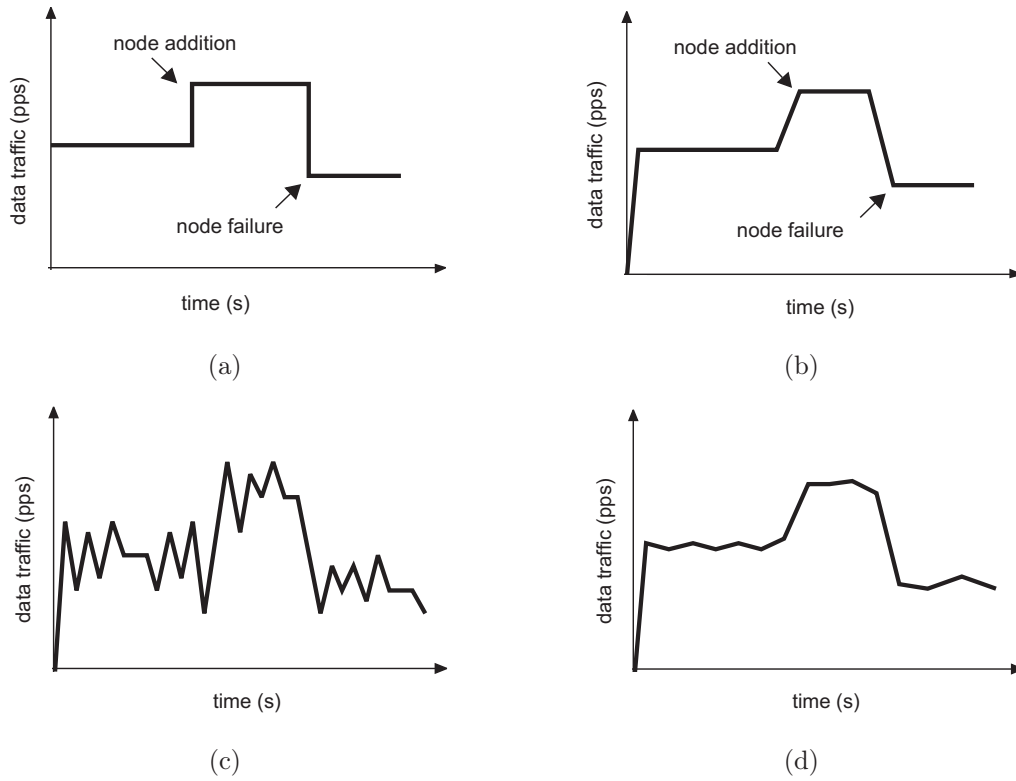 node addition
data traffic (pps)
node failure
time (s)
(a)
node addition
data traffic (pps)
node failure
time (s)
(b)
data traffic (pps)
time (s)
(c)
data traffic (pps)
time (s)
(d)